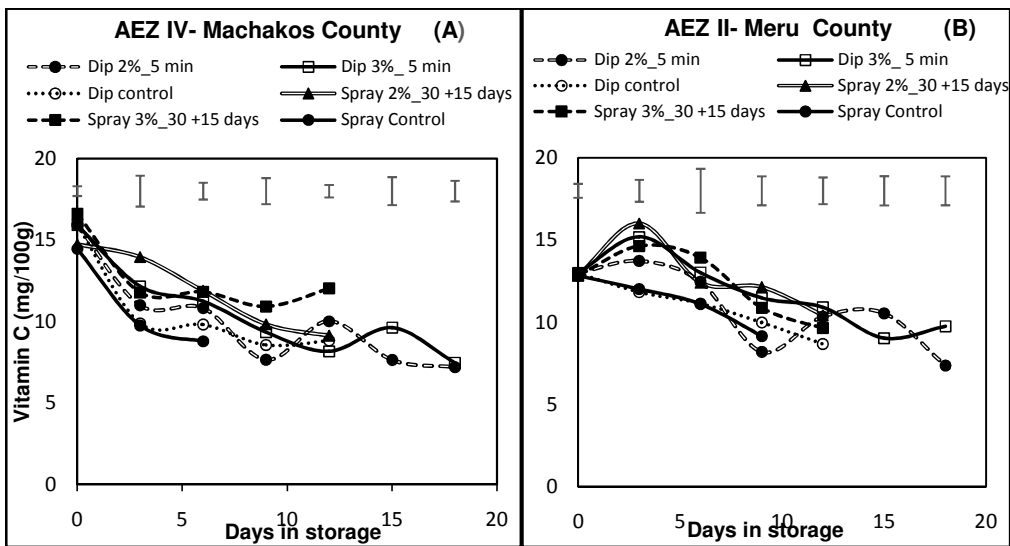 AEZ IV- Machakos County (A)
Dip 2%_5 min Dip 3%_ 5 min
Dip control Spray 2%_30 +15 days
Spray 3%_30 +15 days Spray Control
20
15
10
5
0
0 5 10 15 20
Vitamin C (mg/100g)
Days in storage
AEZ II- Meru County (B)
Dip 2%_5 min Dip 3%_ 5 min
Dip control Spray 2%_30 +15 days
Spray 3%_30 +15 days Spray Control
20
15
10
5
0
0 5 10 15 20
Days in storage